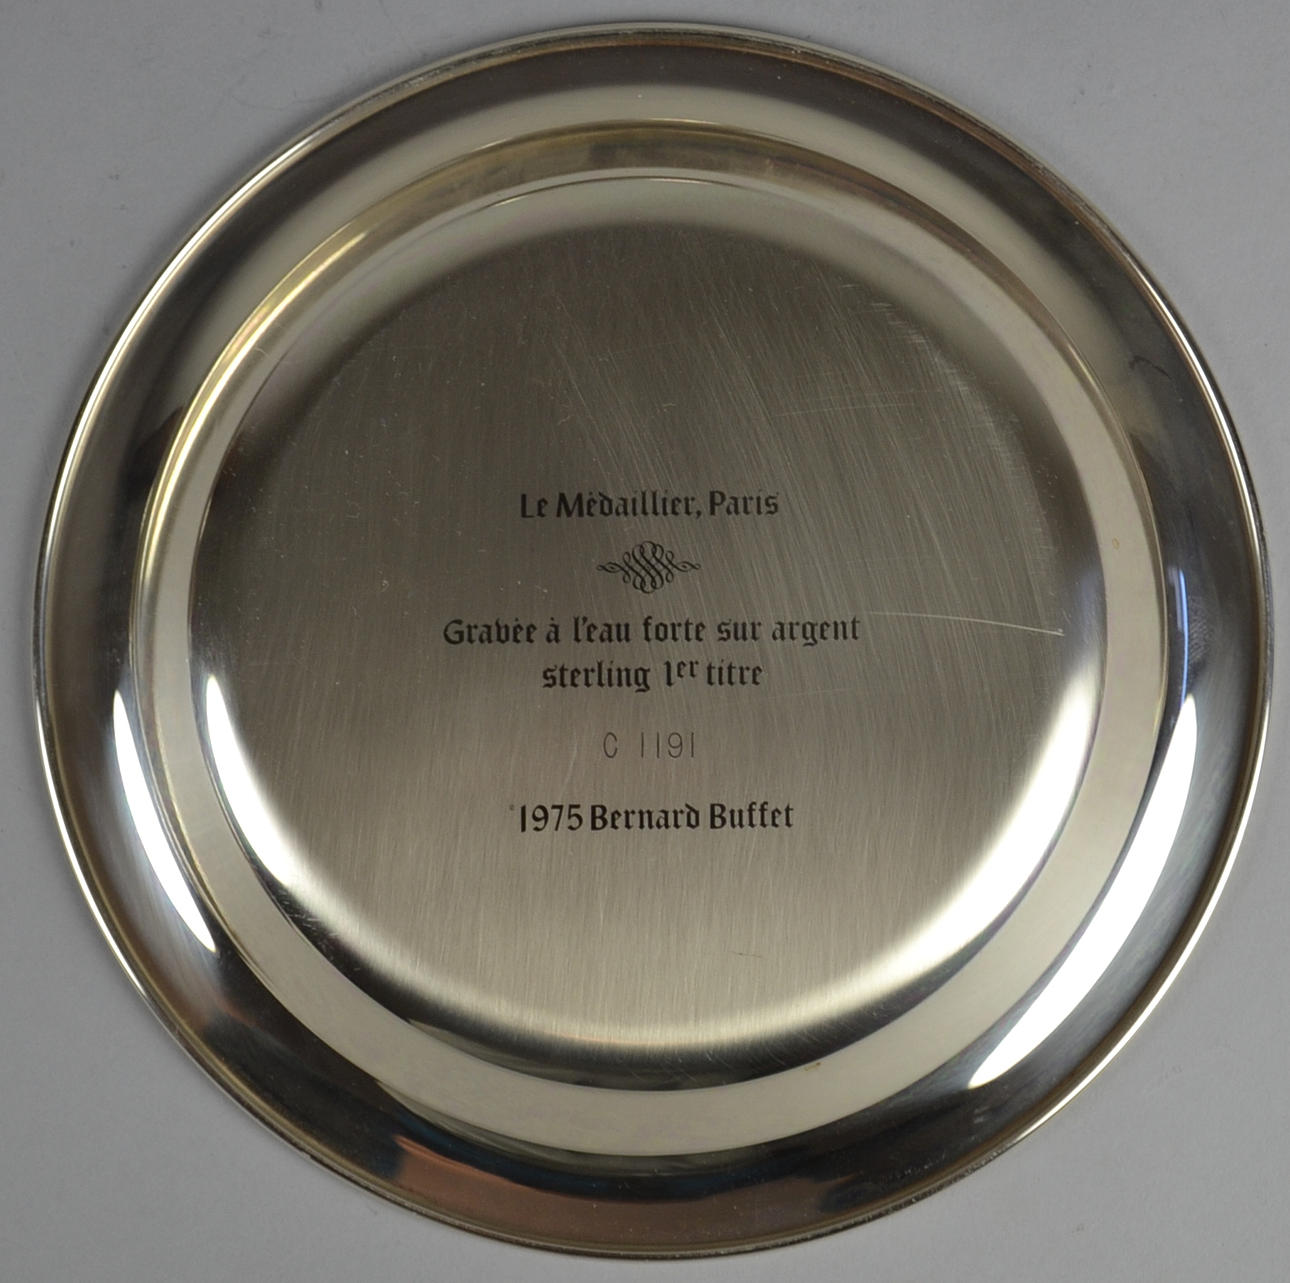 Le Médaillier, Paris
Gravée à l'eau forte sur argent
sterling 1er titre
C 1191
©1975 Bernard Buffet